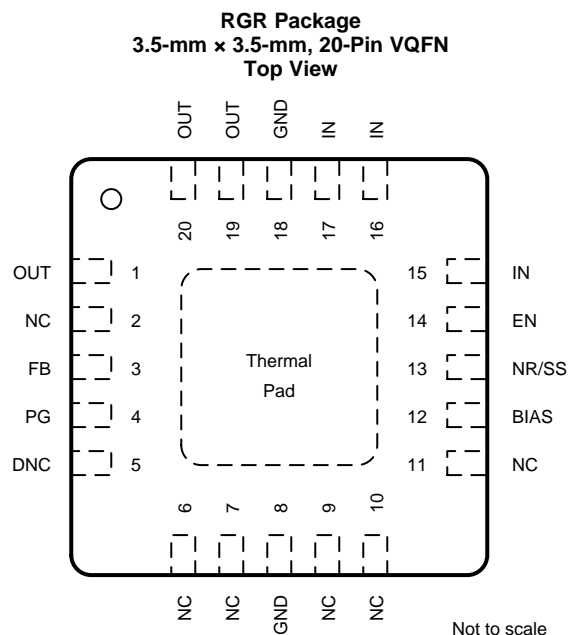 RGR Package
3.5-mm × 3.5-mm, 20-Pin VQFN
Top View
OUT OUT GND IN IN
20 19 18 17 16
OUT 1 15 IN
NC 2 14 EN
FB 3 13 NR/SS
PG 4 12 BIAS
DNC 5 11 NC
Thermal
Pad
6 7 8 9 10
NC NC GND NC NC
Not to scale